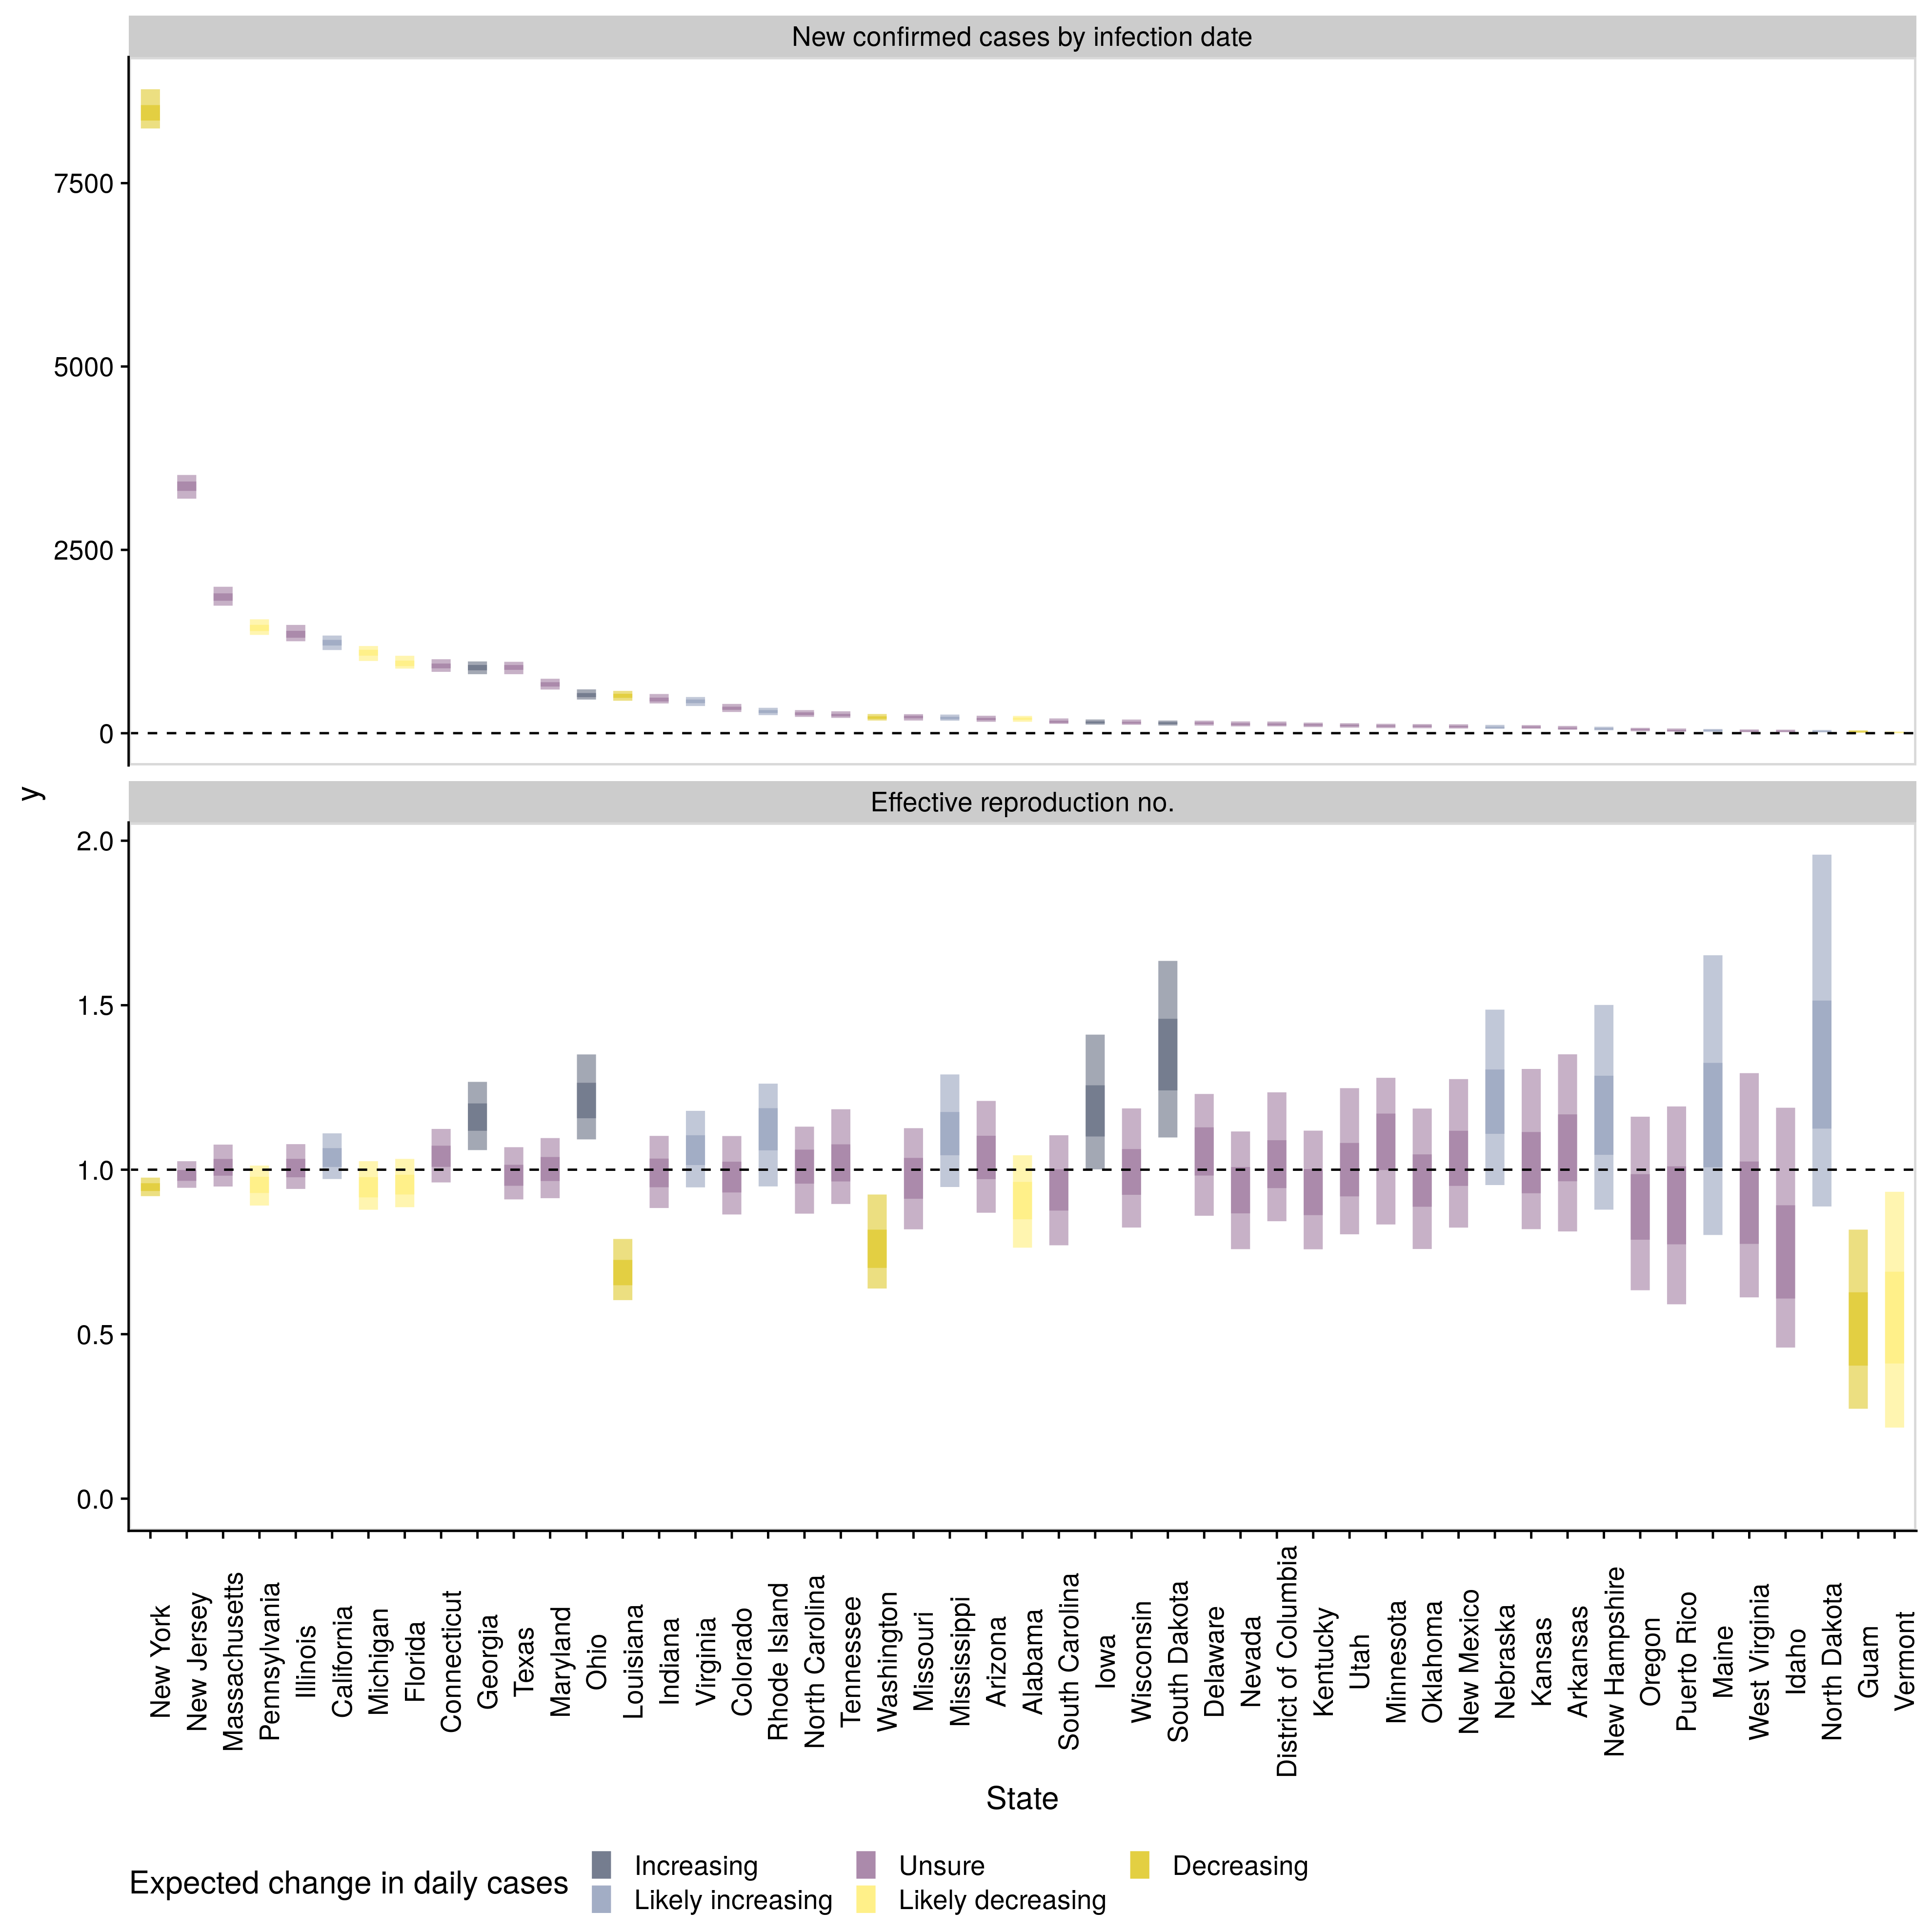 New confirmed cases by infection date
7500
5000
2500
0
y
Effective reproduction no.
2.0
1.5
1.0
0.5
0.0
New York
New Jersey
Massachusetts
Pennsylvania
Illinois
California
Michigan
Florida
Connecticut
Georgia
Texas
Maryland
Ohio
Louisiana
Indiana
Virginia
Colorado
Rhode Island
North Carolina
Tennessee
Washington
Missouri
Mississippi
Arizona
Alabama
South Carolina
Iowa
Wisconsin
South Dakota
Delaware
Nevada
District of Columbia
Kentucky
Utah
Minnesota
Oklahoma
New Mexico
Nebraska
Kansas
Arkansas
New Hampshire
Oregon
Puerto Rico
Maine
West Virginia
Idaho
North Dakota
Guam
Vermont
State
Expected change in daily cases
Increasing
Likely increasing
Unsure
Likely decreasing
Decreasing